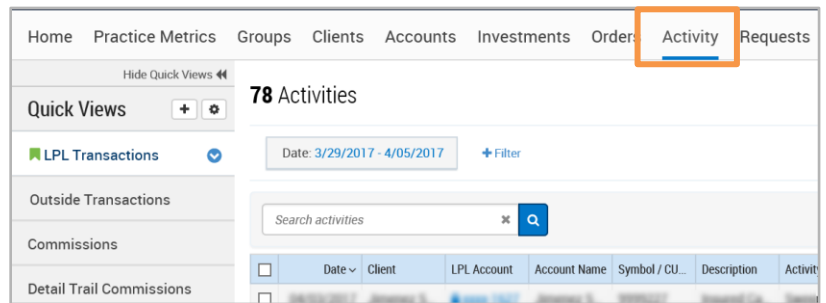 Home Practice Metrics Groups Clients Accounts Investments Orders Activity Requests
Hide Quick Views
Quick Views
78 Activities
LPL Transactions
Date: 3/29/2017 - 4/05/2017 + Filter
Outside Transactions
Search activities
Commissions
Date Client LPL Account Account Name Symbol / CU... Description Activit
Detail Trail Commissions